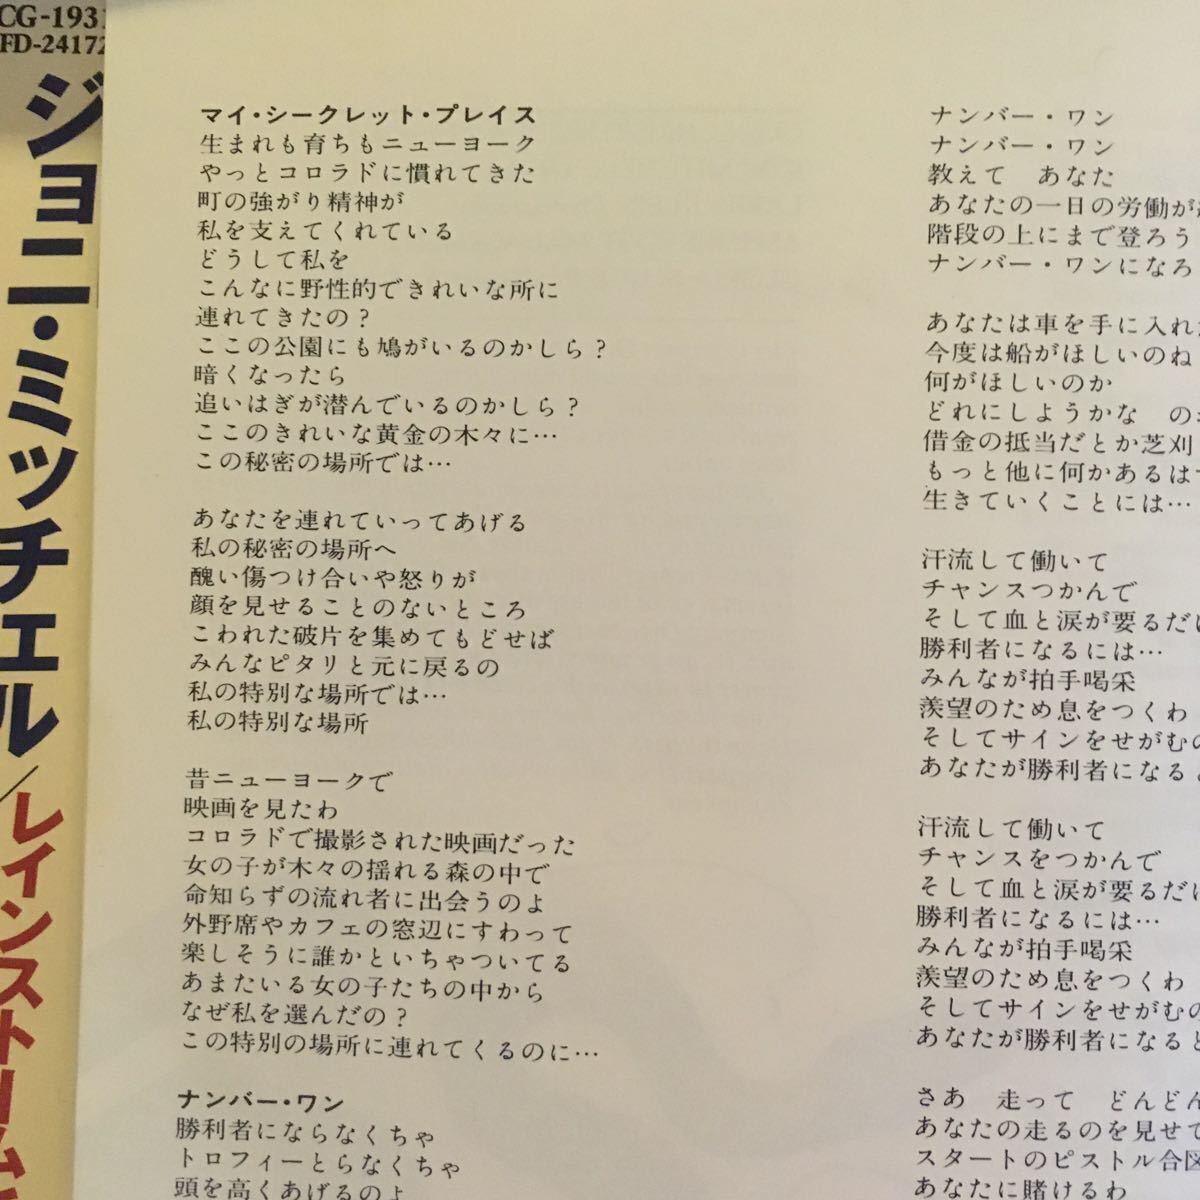 CG-1931
FD-24172
ジョニ・ミッチェル/レインストーム
マイ・シークレット・プレイス
生まれも育ちもニューヨーク
やっとコロラドに慣れてきた
町の強がり精神が
私を支えてくれている
どうして私を
こんなに野性的できれいな所に
連れてきたの?
ここの公園にも鳩がいるのかしら?
暗くなったら
追いはぎが潜んでいるのかしら?
ここのきれいな黄金の木々に…
この秘密の場所では…
あなたを連れていってあげる
私の秘密の場所へ
醜い傷つけ合いや怒りが
顔を見せることのないところ
こわれた破片を集めてもどせば
みんなピタリと元に戻るの
私の特別な場所では…
私の特別な場所
昔ニューヨークで
映画を見たわ
コロラドで撮影された映画だった
女の子が木々の揺れる森の中で
命知らずの流れ者に出会うのよ
外野席やカフェの窓辺にすわって
楽しそうに誰かといちゃついてる
あまたいる女の子たちの中から
なぜ私を選んだの?
この特別の場所に連れてくるのに…
ナンバー・ワン
勝利者にならなくちゃ
トロフィーとらなくちゃ
頭を高くあげるのよ
ナンバー・ワン
ナンバー・ワン
教えて　あなた
あなたの一日の労働が
階段の上にまで登ろう
ナンバー・ワンになろ
あなたは車を手に入れ
今度は船がほしいのね
何がほしいのか
どれにしようかな　の
借金の抵当だとか芝刈
もっと他に何かあるは
生きていくことには…
汗流して働いて
チャンスつかんで
そして血と涙が要るだけ
勝利者になるには…
みんなが拍手喝采
羨望のため息をつくわ
そしてサインをせがむの
あなたが勝利者になると
汗流して働いて
チャンスをつかんで
そして血と涙が要るだけ
勝利者になるには…
みんなが拍手喝采
羨望のため息をつくわ
そしてサインをせがむの
あなたが勝利者になると
さあ　走って　どんどん
あなたの走るのを見せて
スタートのピストル合図
あなたに賭けるわ